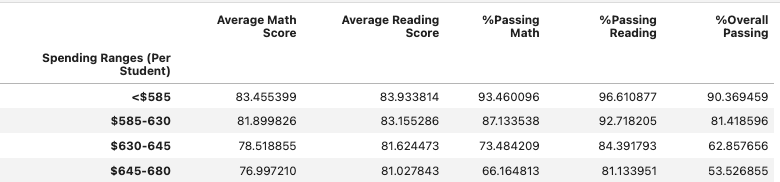 Average Math Score Average Reading Score %Passing Math %Passing Reading %Overall Passing
Spending Ranges (Per Student)
<$585 83.455399 83.933814 93.460096 96.610877 90.369459
$585-630 81.899826 83.155286 87.133538 92.718205 81.418596
$630-645 78.518855 81.624473 73.484209 84.391793 62.857656
$645-680 76.997210 81.027843 66.164813 81.133951 53.526855